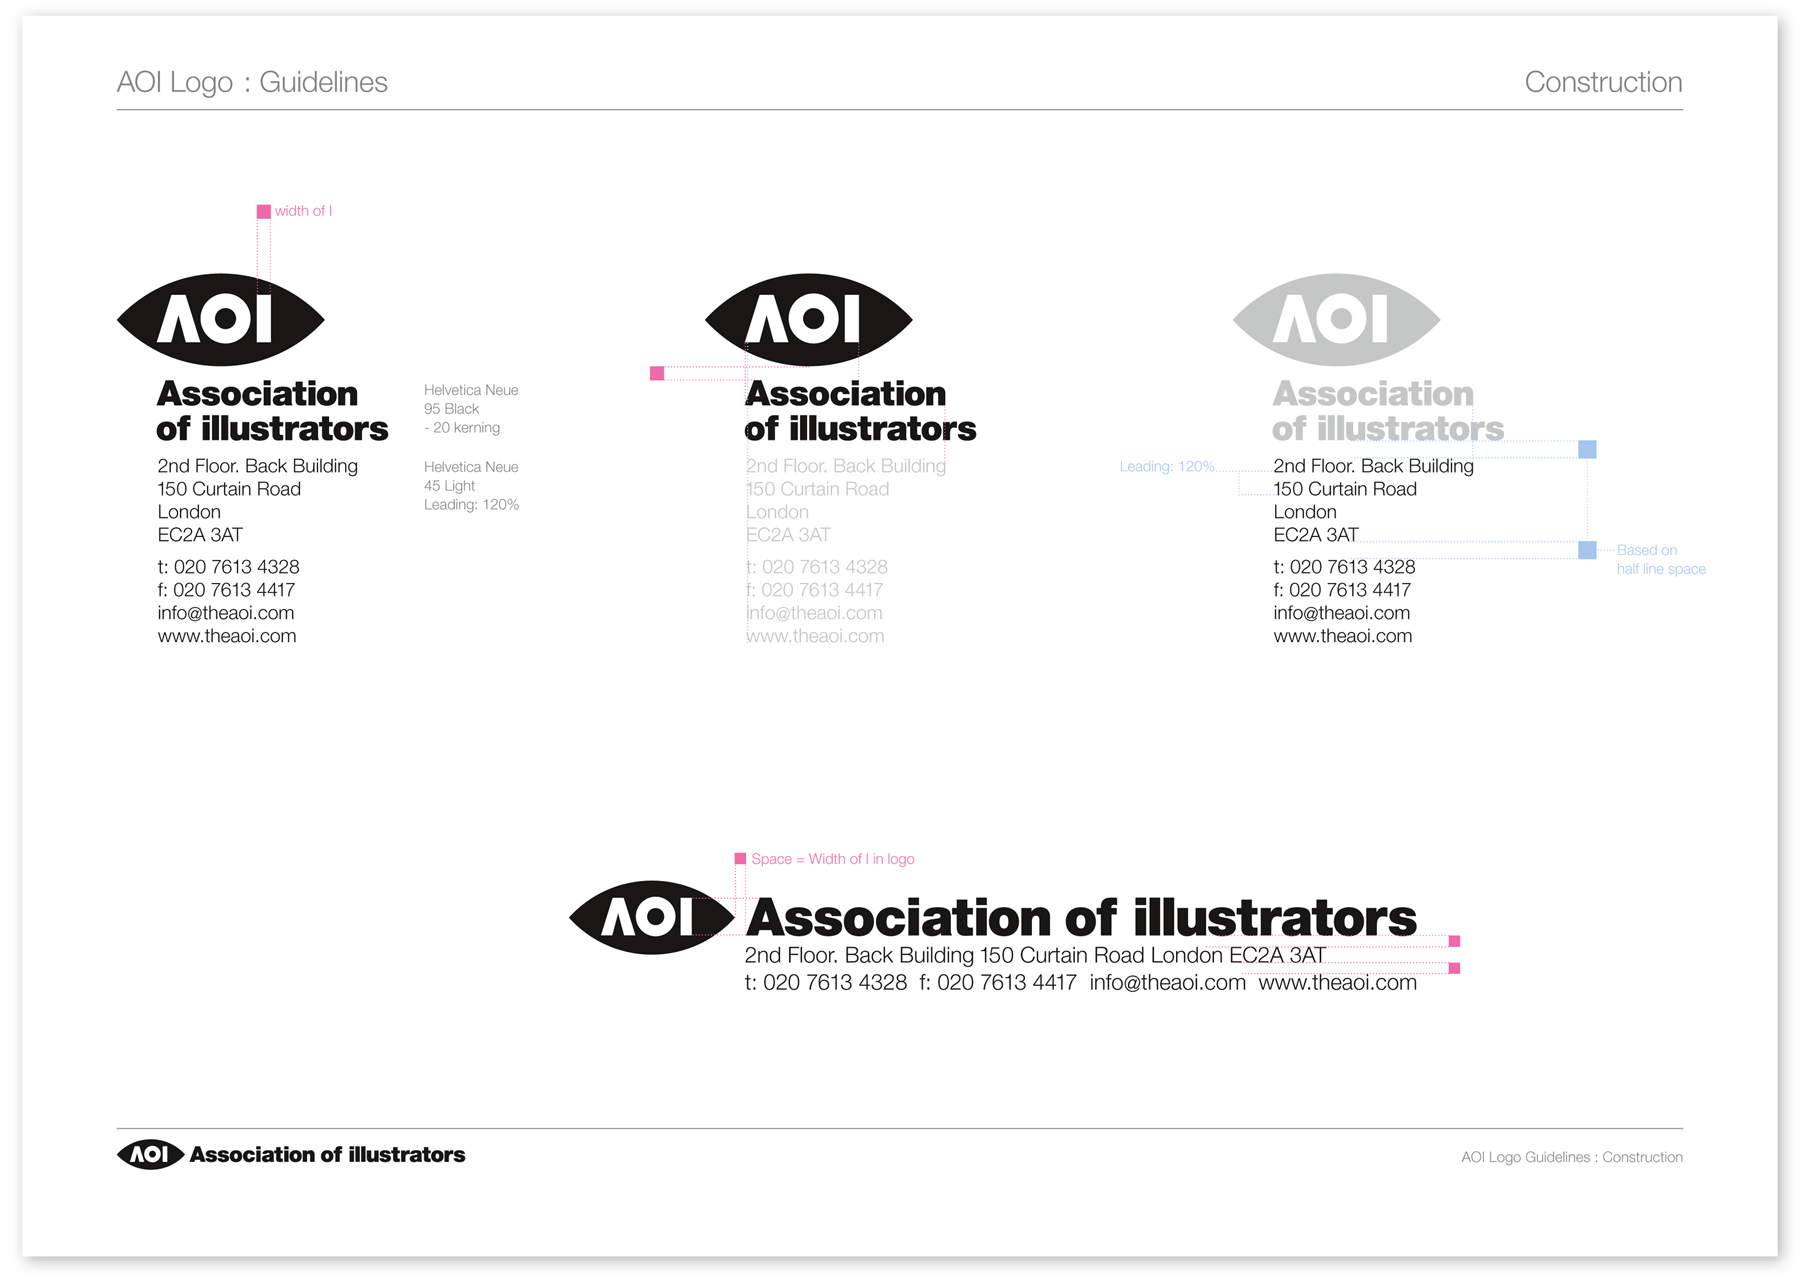 AOI Logo : Guidelines
Construction
width of I
AOI
Association
of illustrators
2nd Floor. Back Building
150 Curtain Road
London
EC2A 3AT
t: 020 7613 4328
f: 020 7613 4417
info@theaoi.com
www.theaoi.com
Helvetica Neue
95 Black
- 20 kerning
Helvetica Neue
45 Light
Leading: 120%
AOI
Association
of illustrators
2nd Floor. Back Building
150 Curtain Road
London
EC2A 3AT
t: 020 7613 4328
f: 020 7613 4417
info@theaoi.com
www.theaoi.com
AOI
Association
of illustrators
Leading: 120%
2nd Floor. Back Building
150 Curtain Road
London
EC2A 3AT
t: 020 7613 4328
f: 020 7613 4417
info@theaoi.com
www.theaoi.com
Based on
half line space
Space = Width of I in logo
AOI
Association of illustrators
2nd Floor. Back Building 150 Curtain Road London EC2A 3AT
t: 020 7613 4328 f: 020 7613 4417 info@theaoi.com www.theaoi.com
AOI Association of illustrators
AOI Logo Guidelines : Construction